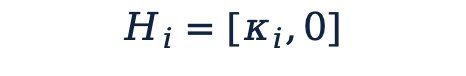 H_i = [κ_i, 0]